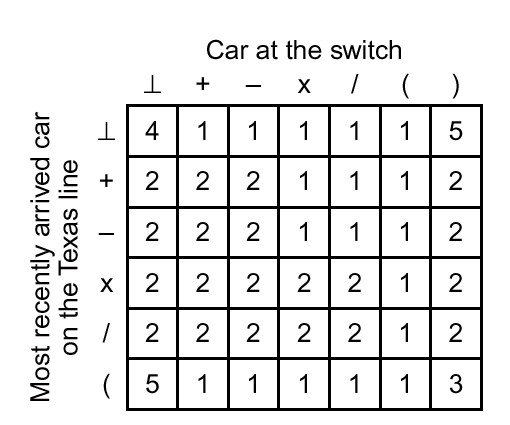 Car at the switch
⊥ + – x / ( )
Most recently arrived car
on the Texas line
⊥ 4 1 1 1 1 1 5
+ 2 2 2 1 1 1 2
– 2 2 2 1 1 1 2
x 2 2 2 2 2 1 2
/ 2 2 2 2 2 1 2
( 5 1 1 1 1 1 3